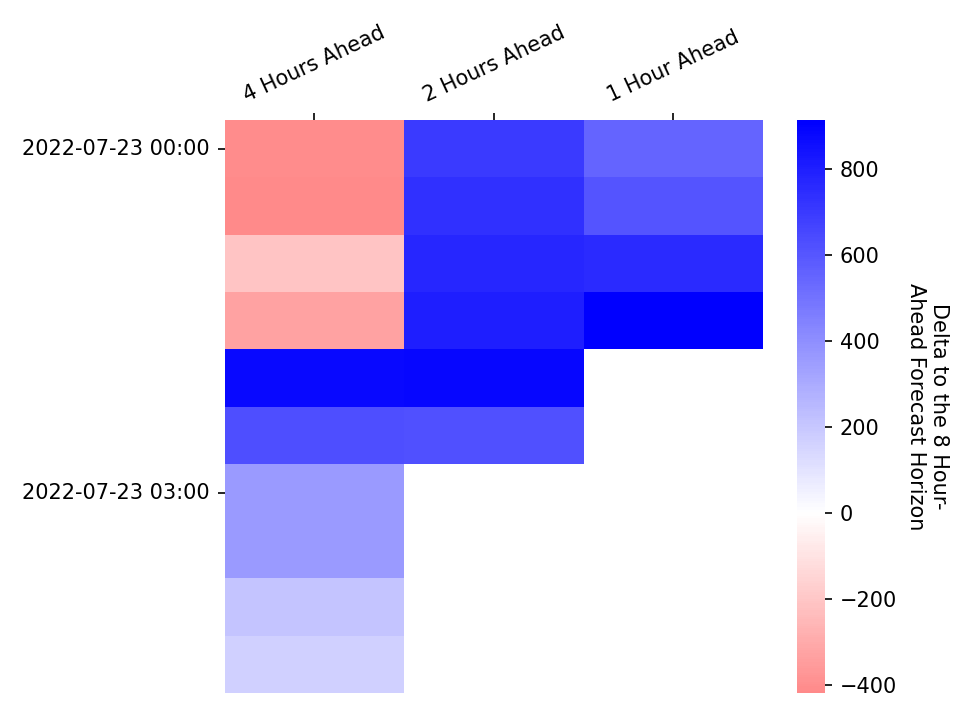 4 Hours Ahead
2 Hours Ahead
1 Hour Ahead
2022-07-23 00:00
2022-07-23 03:00
800
600
400
200
0
−200
−400
Delta to the 8 Hour-
Ahead Forecast Horizon